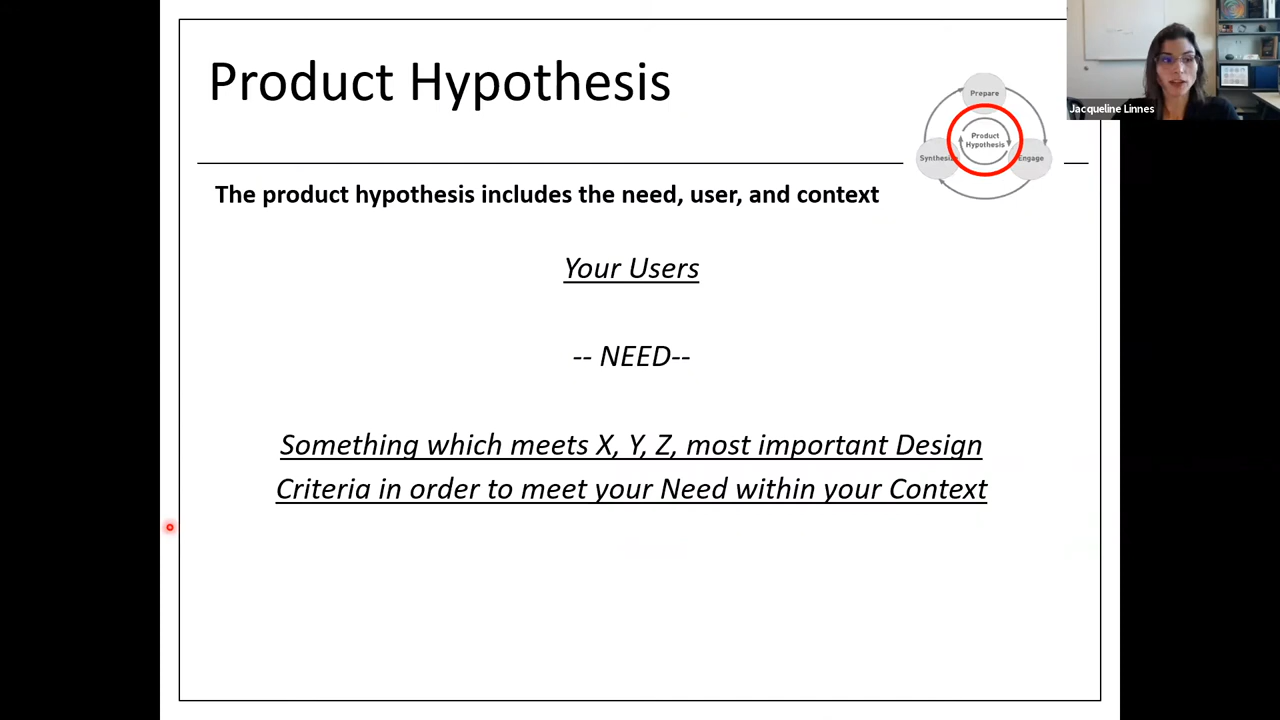 Product Hypothesis
Prepare
Product
Hypothesis
Synthesize
Engage
Jacqueline Linnes
The product hypothesis includes the need, user, and context
Your Users
-- NEED--
Something which meets X, Y, Z, most important Design
Criteria in order to meet your Need within your Context